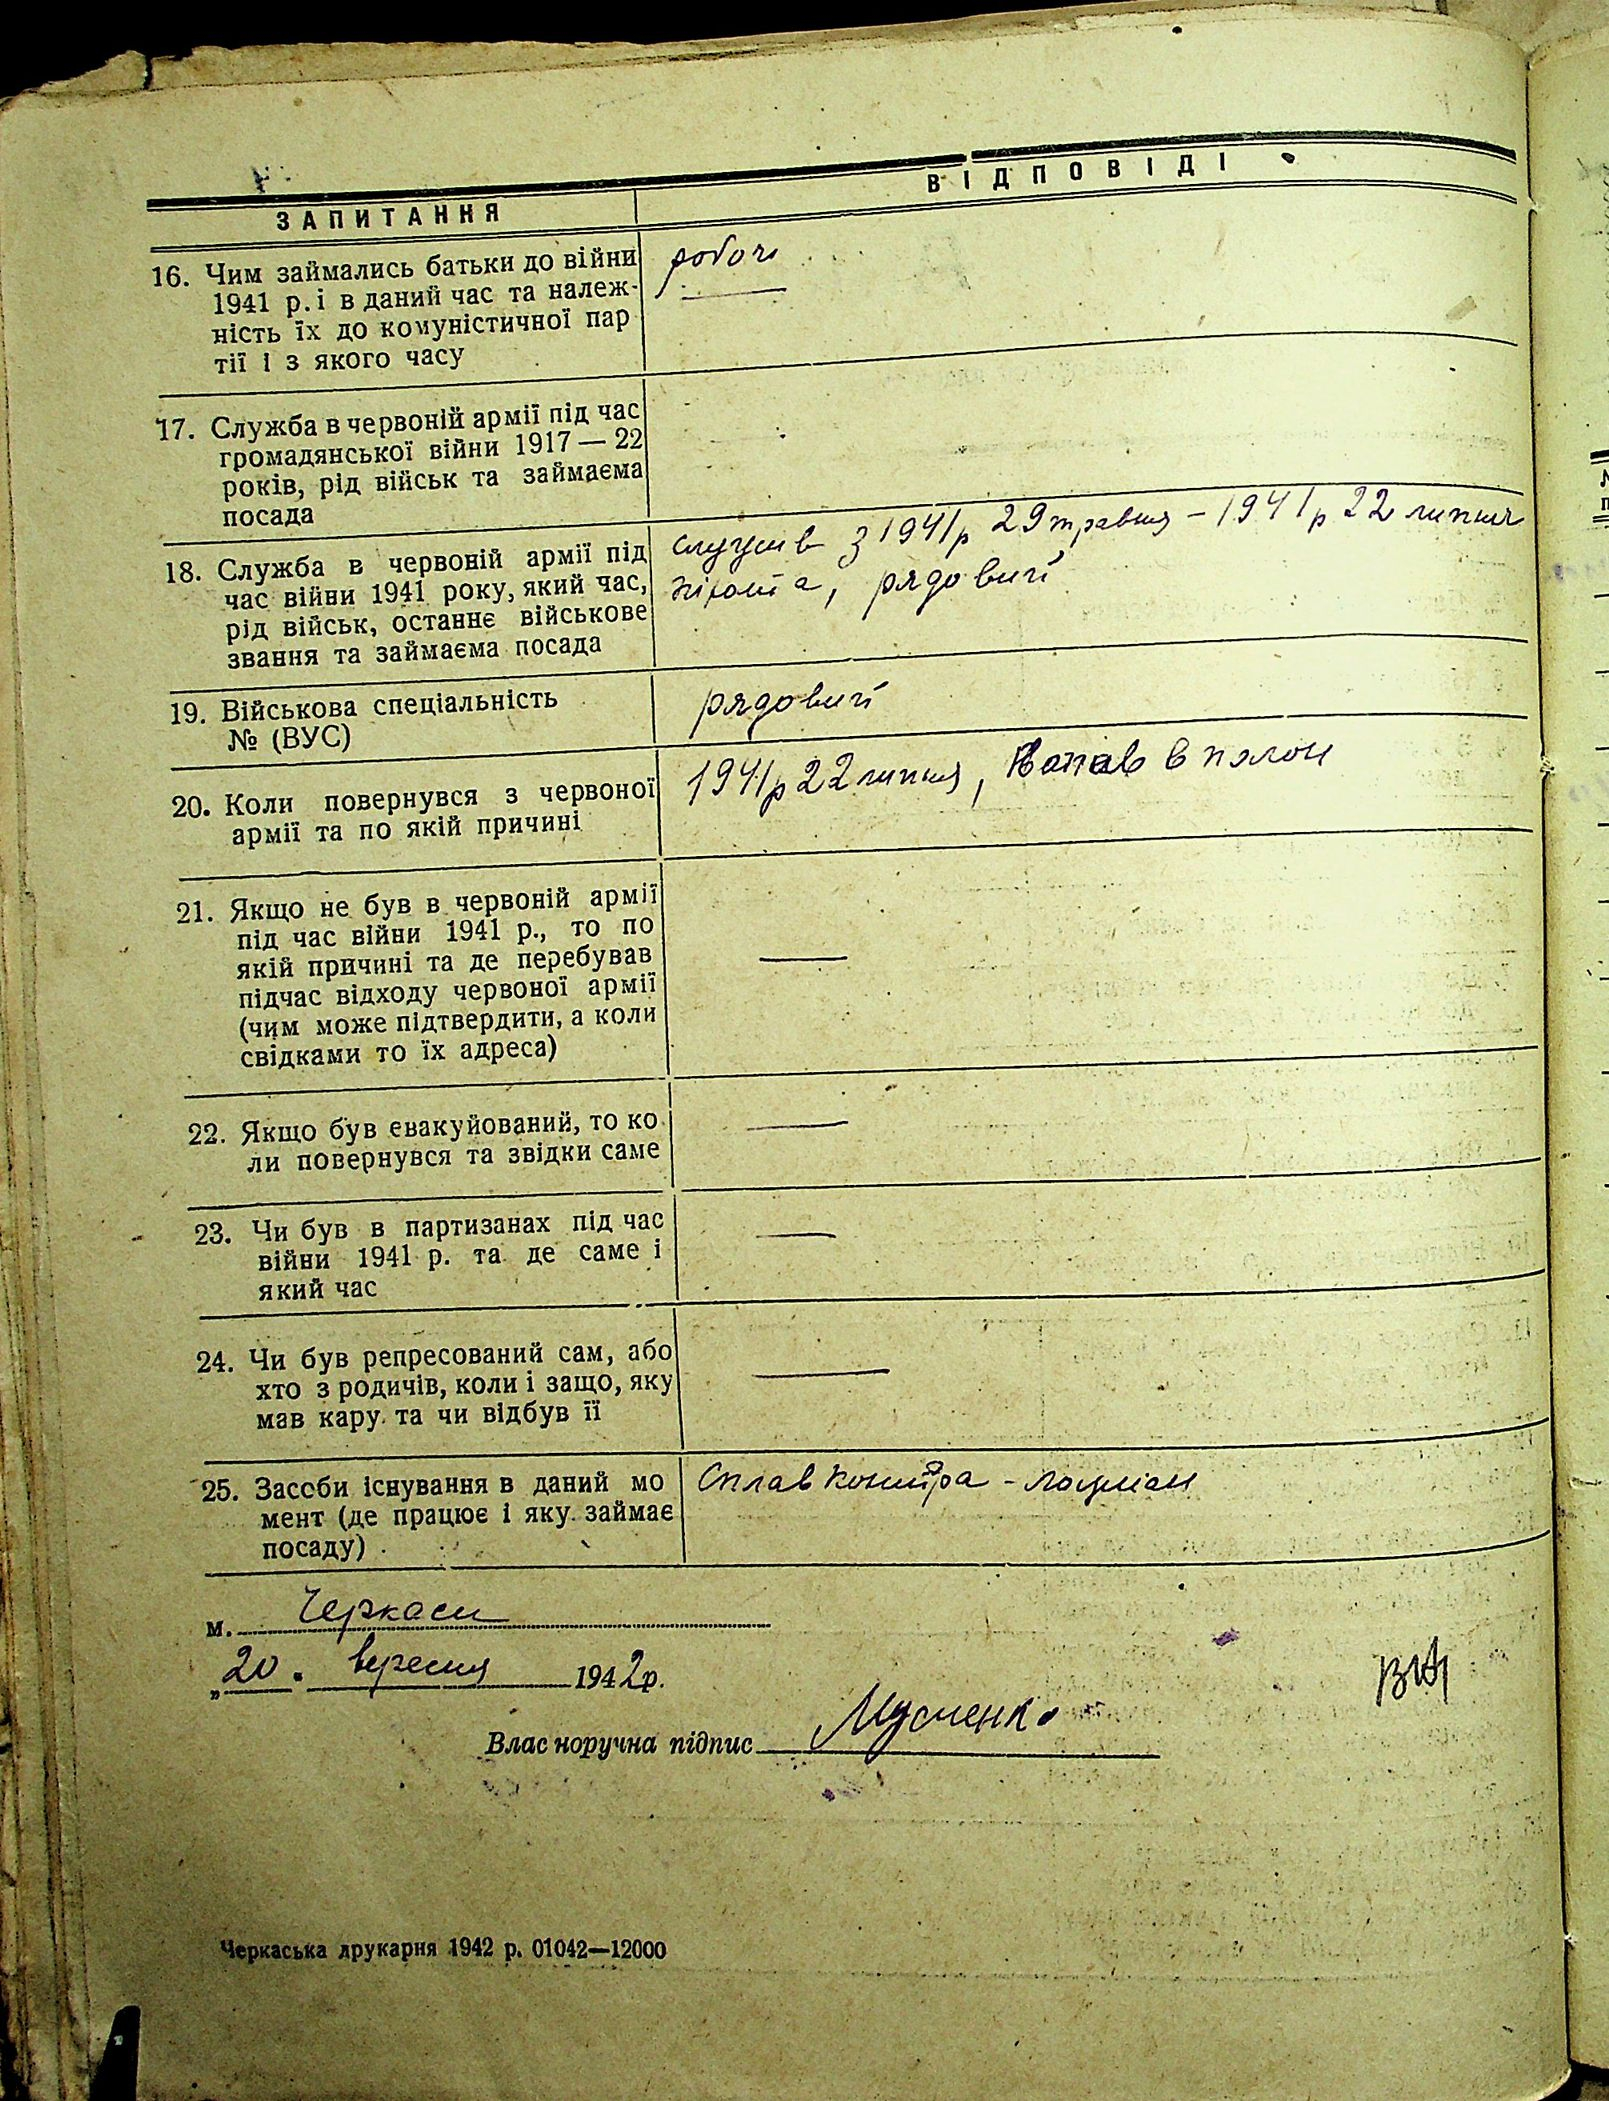 ЗАПИТАННЯ
ВІДПОВІДІ
16. Чим займались батьки до війни
1941 р. і в даний час та належ-
ність їх до комуністичної пар
тії і з якого часу
робочі
17. Служба в червоній армії під час
громадянської війни 1917 — 22
років, рід військ та займаєма
посада
18. Служба в червоній армії під
час війни 1941 року, який час,
рід військ, останнє військове
звання та займаєма посада
служив з 1941р 29 травня - 1941р 22 липня
піхота, рядовий
19. Військова спеціальність
№ (ВУС)
рядовий
20. Коли повернувся з червоної
армії та по якій причині
1941р 22 липня, Попав в полон
21. Якщо не був в червоній армії
під час війни 1941 р., то по
якій причині та де перебував
підчас відходу червоної армії
(чим може підтвердити, а коли
свідками то їх адреса)
22. Якщо був евакуйований, то ко
ли повернувся та звідки саме
23. Чи був в партизанах під час
війни 1941 р. та де саме і
який час
24. Чи був репресований сам, або
хто з родичів, коли і защо, яку
мав кару та чи відбув її
25. Засоби існування в даний мо
мент (де працює і яку займає
посаду)
Сплав контора - лоцман
м. Черкаси
„20. вересня 1942р.
Власноручна підпис
Черкаська друкарня 1942 р. 01042—12000